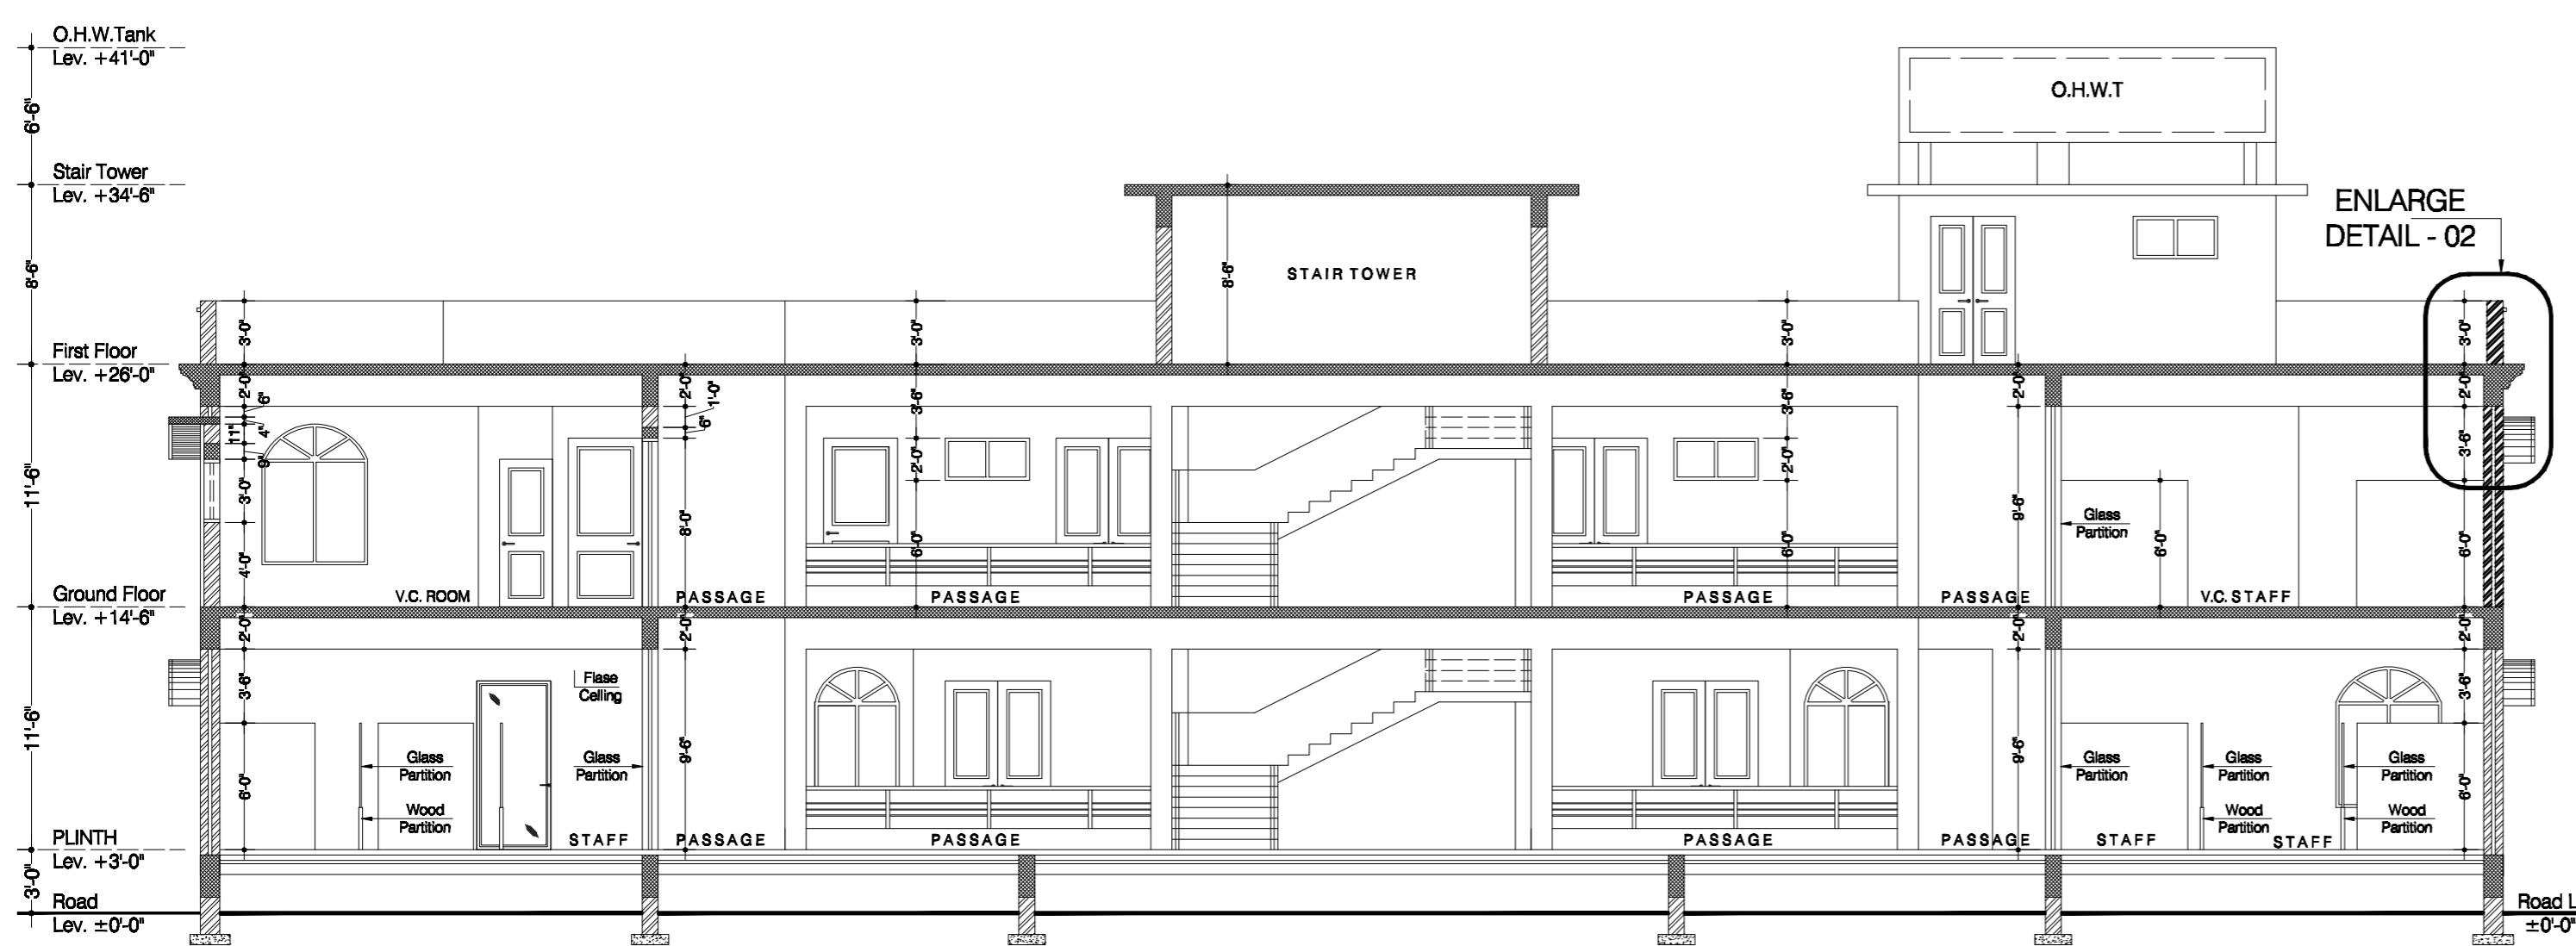 O.H.W.Tank
Lev. +41'-0"
6'-6"
Stair Tower
Lev. +34'-6"
8'-6"
First Floor
Lev. +26'-0"
11'-6"
Ground Floor
Lev. +14'-6"
11'-6"
PLINTH
Lev. +3'-0"
3'-0"
Road
Lev. ±0'-0"
O.H.W.T
ENLARGE
DETAIL - 02
STAIR TOWER
8'-6"
3'-0"
3'-0"
3'-0"
3'-0"
2'-0"
6"
4"
11"
9"
3'-0"
4'-0"
2'-0"
1'-0"
6"
8'-0"
3'-6"
2'-0"
6'-0"
3'-6"
2'-0"
6'-0"
2'-0"
9'-6"
Glass
Partition
6'-0"
2'-0"
3'-6"
6'-0"
V.C. ROOM
PASSAGE
PASSAGE
PASSAGE
PASSAGE
V.C. STAFF
2'-0"
3'-6"
6'-0"
Flase
Celling
Glass
Partition
Wood
Partition
Glass
Partition
2'-0"
9'-6"
2'-0"
9'-6"
Glass
Partition
Glass
Partition
Wood
Partition
Glass
Partition
Wood
Partition
2'-0"
3'-6"
6'-0"
STAFF
PASSAGE
PASSAGE
PASSAGE
PASSAGE
STAFF
STAFF
Road L
±0'-0"